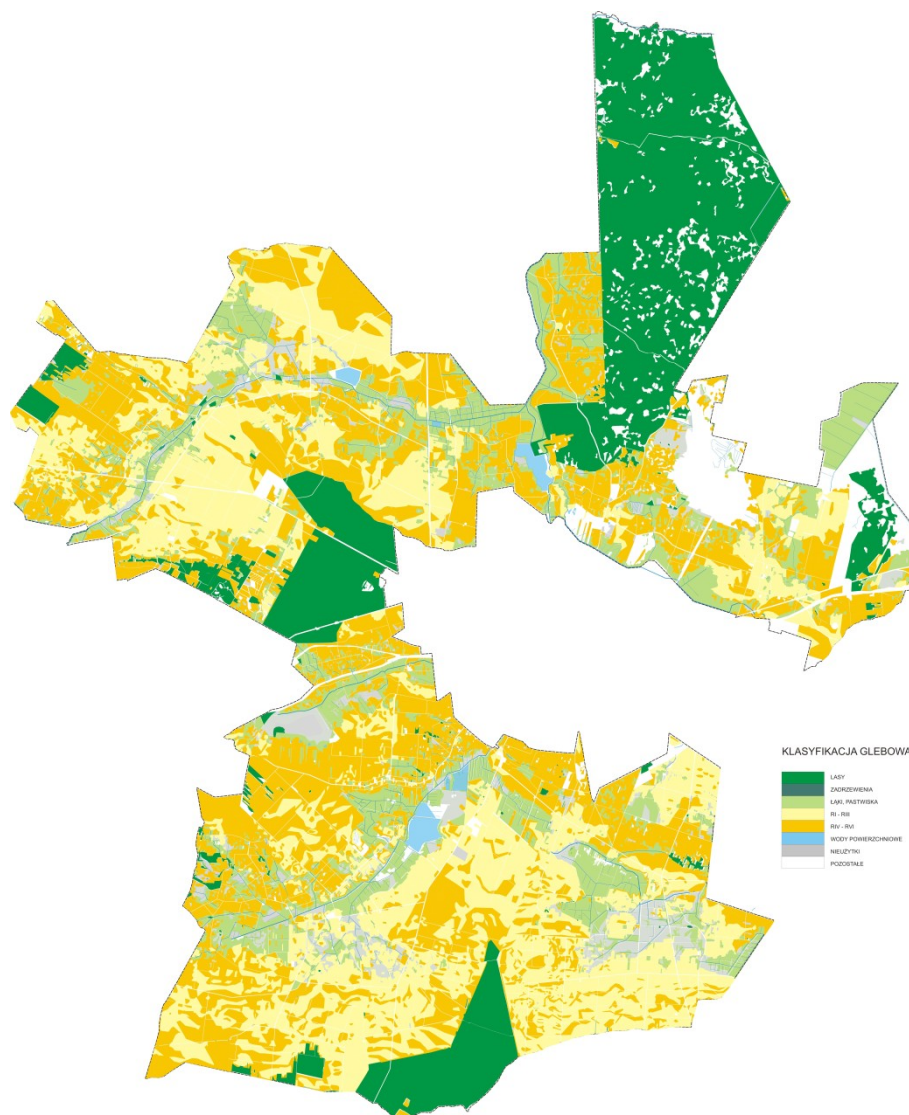 KLASYFIKACJA GLEBOWA
LASY
ZADRZEWIENIA
ŁĄKI, PASTWISKA
RI - RIII
RIV - RVI
WODY POWIERZCHNIOWE
NIEUŻYTKI
POZOSTAŁE